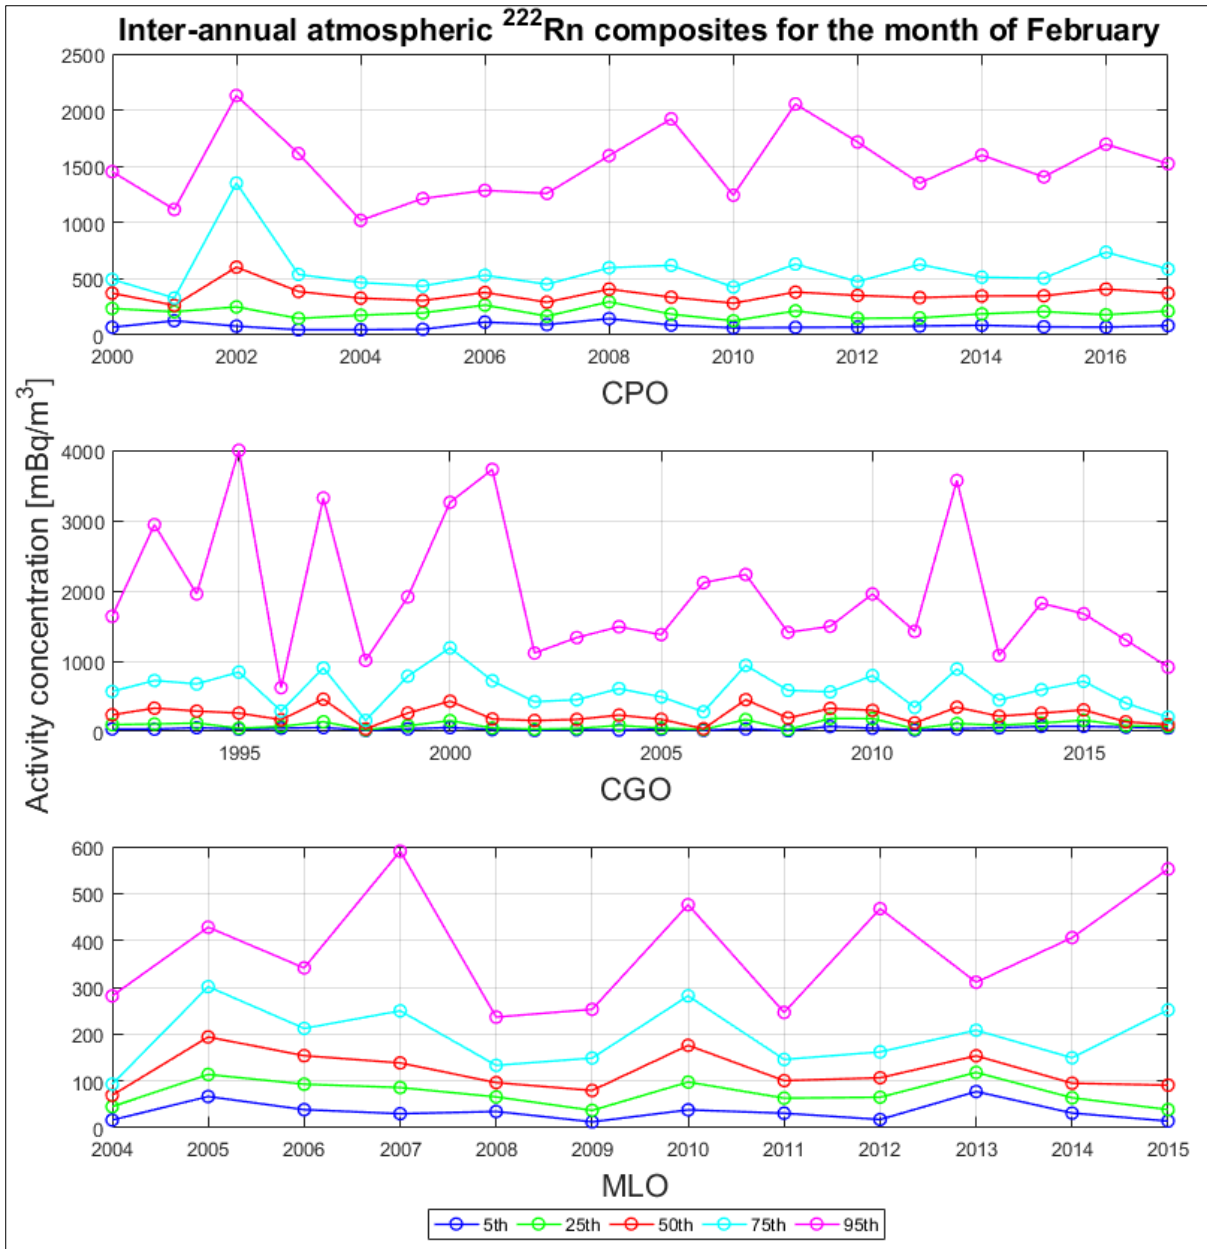 Inter-annual atmospheric ²²²Rn composites for the month of February
Activity concentration [mBq/m³]
2500
2000
1500
1000
500
0
2000 2002 2004 2006 2008 2010 2012 2014 2016
CPO
4000
3000
2000
1000
0
1995 2000 2005 2010 2015
CGO
600
500
400
300
200
100
0
2004 2005 2006 2007 2008 2009 2010 2011 2012 2013 2014 2015
MLO
5th 25th 50th 75th 95th